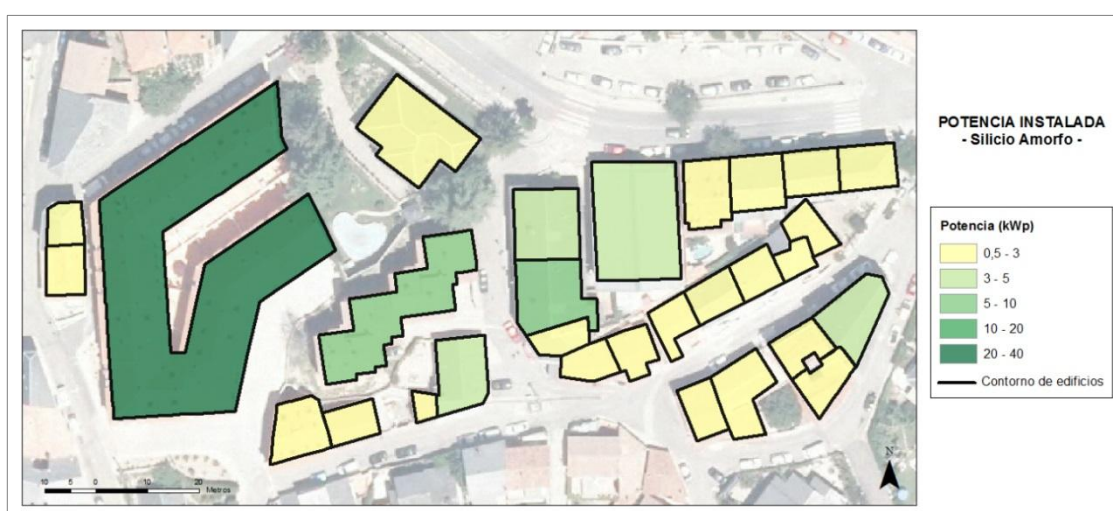 POTENCIA INSTALADA
- Silicio Amorfo -
Potencia (kWp)
0,5 - 3
3 - 5
5 - 10
10 - 20
20 - 40
Contorno de edificios
N
10 5 0 10 20
Metros